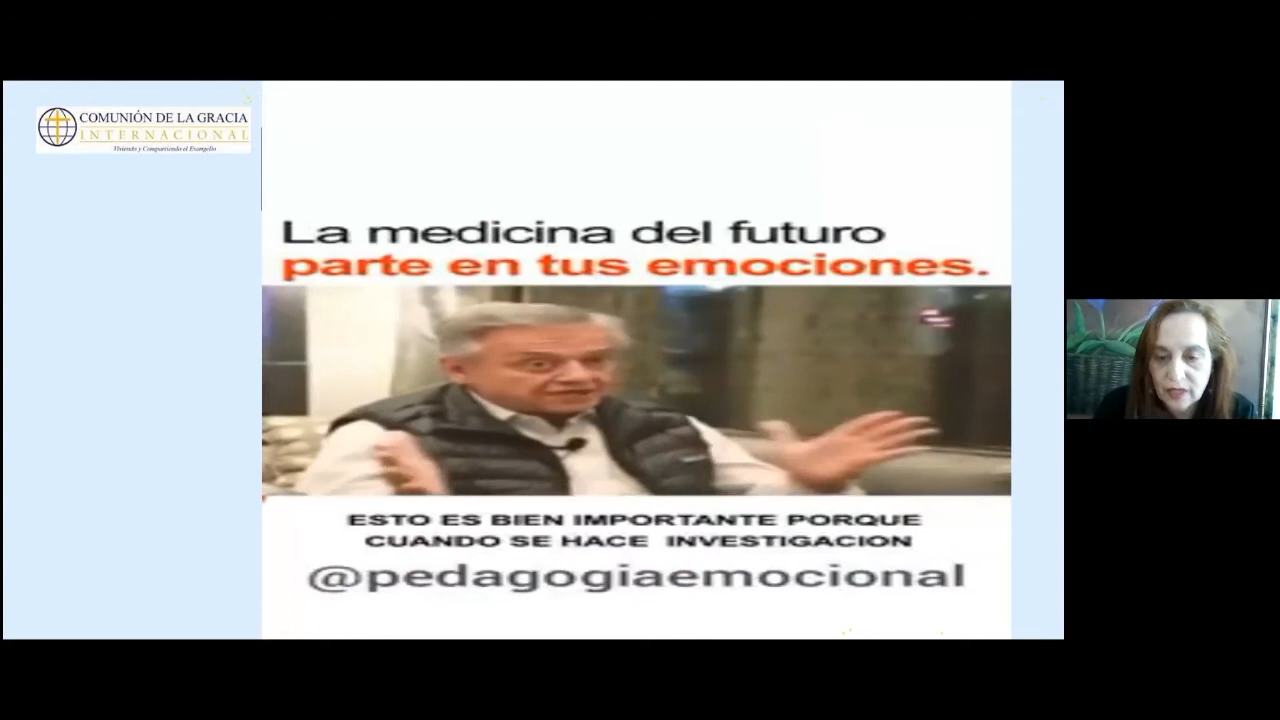 COMUNIÓN DE LA GRACIA
INTERNACIONAL
Viviendo y Compartiendo el Evangelio
La medicina del futuro
parte en tus emociones.
ESTO ES BIEN IMPORTANTE PORQUE
CUANDO SE HACE INVESTIGACION
@pedagogiaemocional